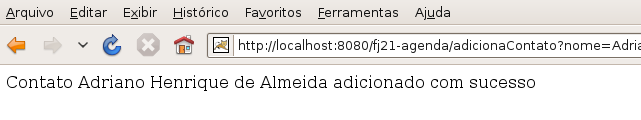 Arquivo Editar Exibir Histórico Favoritos Ferramentas Ajuda
http://localhost:8080/fj21-agenda/adicionaContato?nome=Adria
Contato Adriano Henrique de Almeida adicionado com sucesso